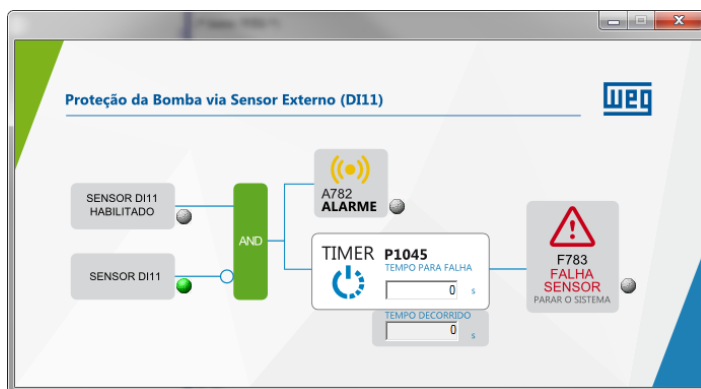 Proteção da Bomba via Sensor Externo (DI11)
WEG
SENSOR DI11
HABILITADO
SENSOR DI11
AND
A782
ALARME
TIMER
P1045
TEMPO PARA FALHA
0 s
TEMPO DECORRIDO
0 s
F783
FALHA
SENSOR
PARAR O SISTEMA